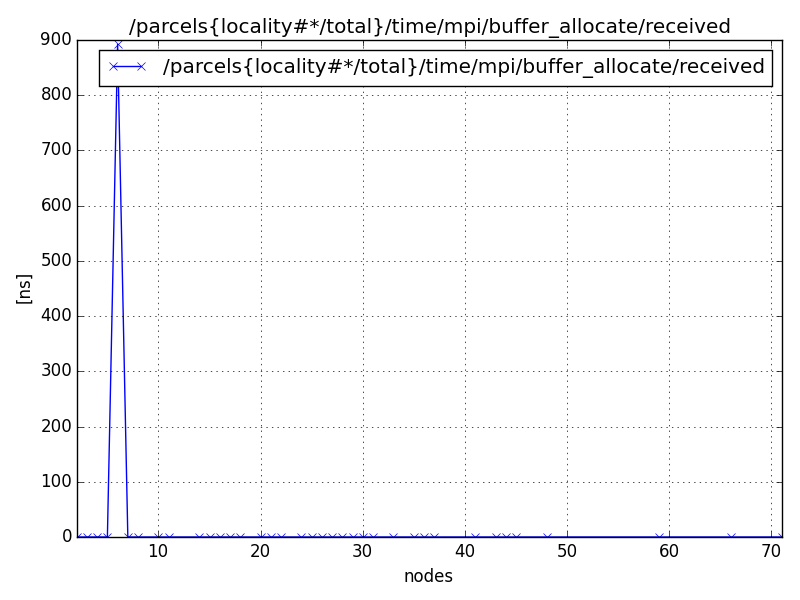 /parcels{locality#*/total}/time/mpi/buffer_allocate/received
/parcels{locality#*/total}/time/mpi/buffer_allocate/received
900
800
700
600
500
400
300
200
100
0
[ns]
10 20 30 40 50 60 70
nodes